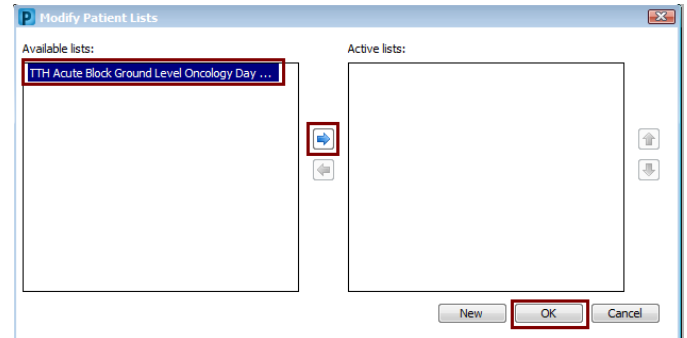 P Modify Patient Lists
Available lists:
Active lists:
TTH Acute Block Ground Level Oncology Day ...
New
OK
Cancel